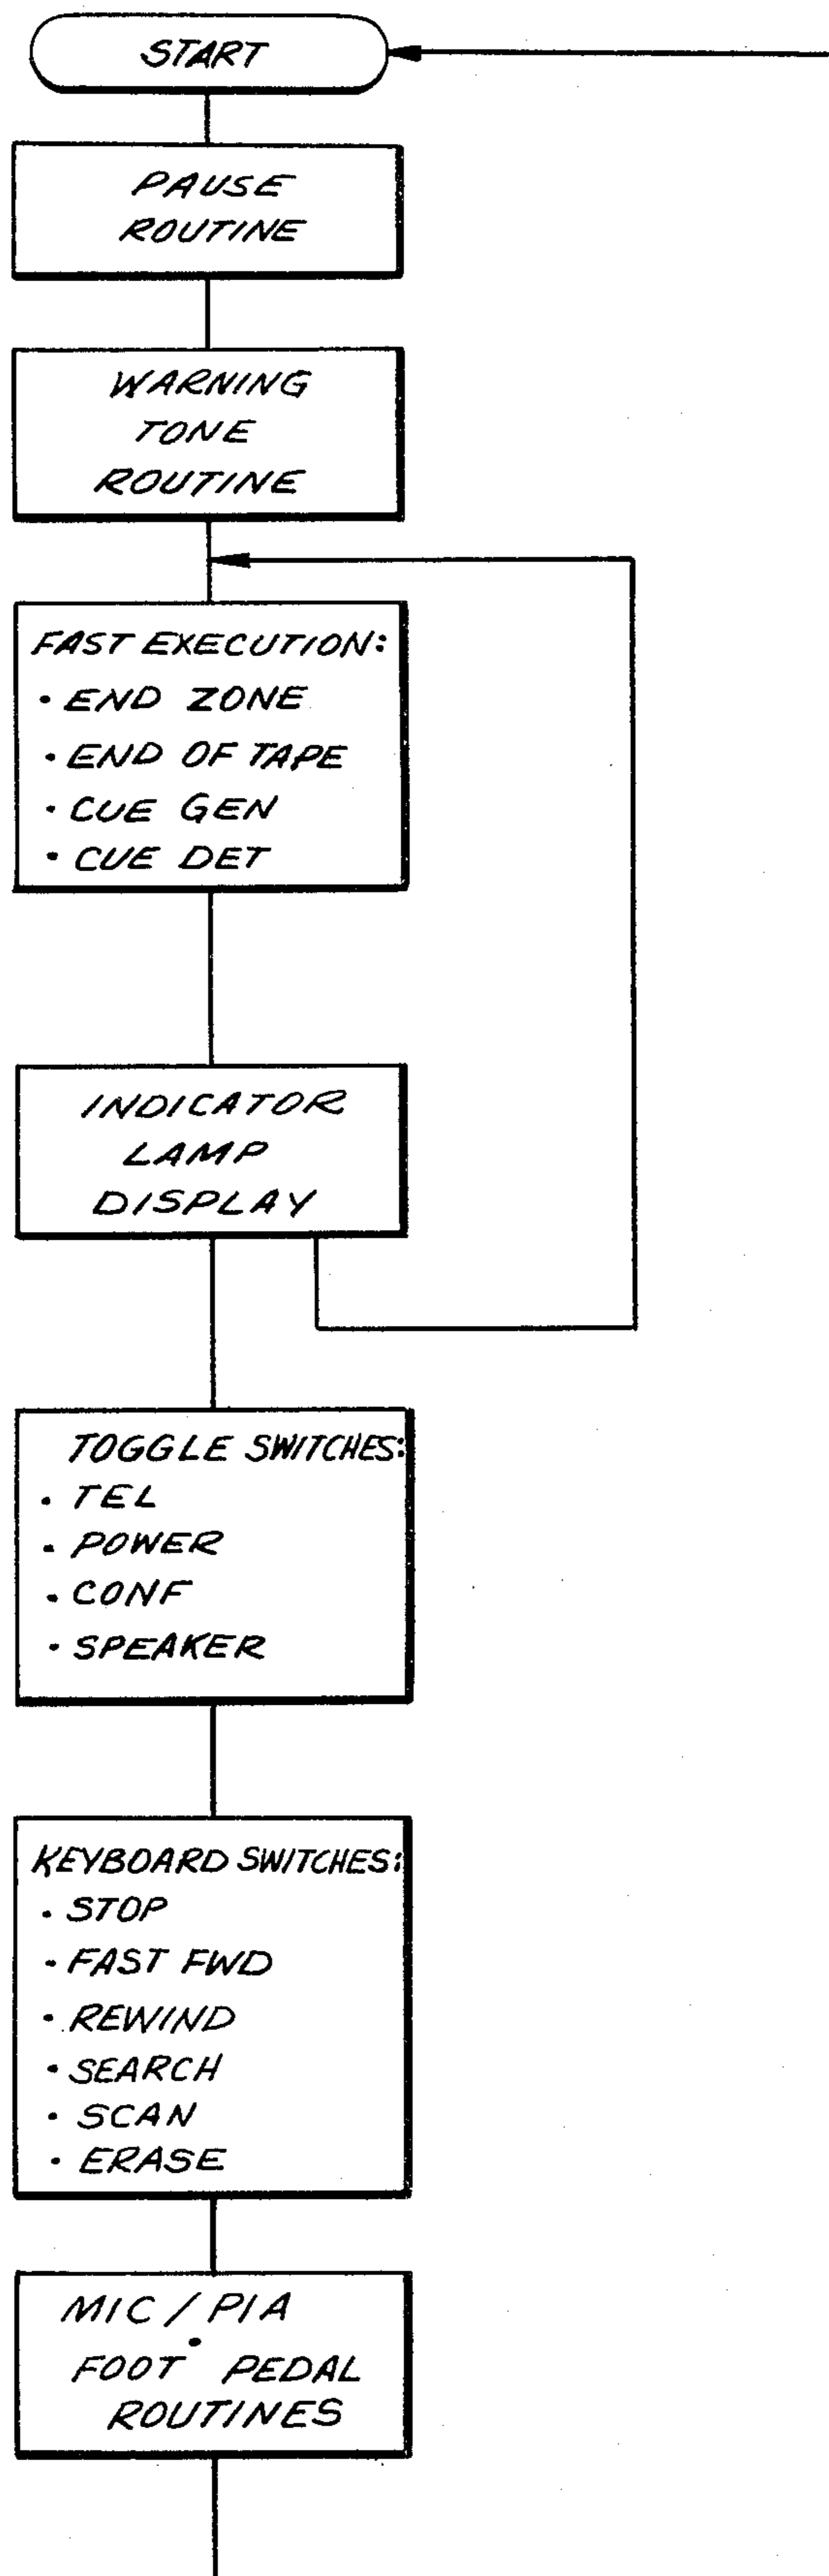 START
PAUSE
ROUTINE
WARNING
TONE
ROUTINE
FAST EXECUTION:
• END ZONE
• END OF TAPE
• CUE GEN
• CUE DET
INDICATOR
LAMP
DISPLAY
TOGGLE SWITCHES:
• TEL
• POWER
• CONF
• SPEAKER
KEYBOARD SWITCHES:
• STOP
• FAST FWD
• REWIND
• SEARCH
• SCAN
• ERASE
MIC / PIA
FOOT PEDAL
ROUTINES